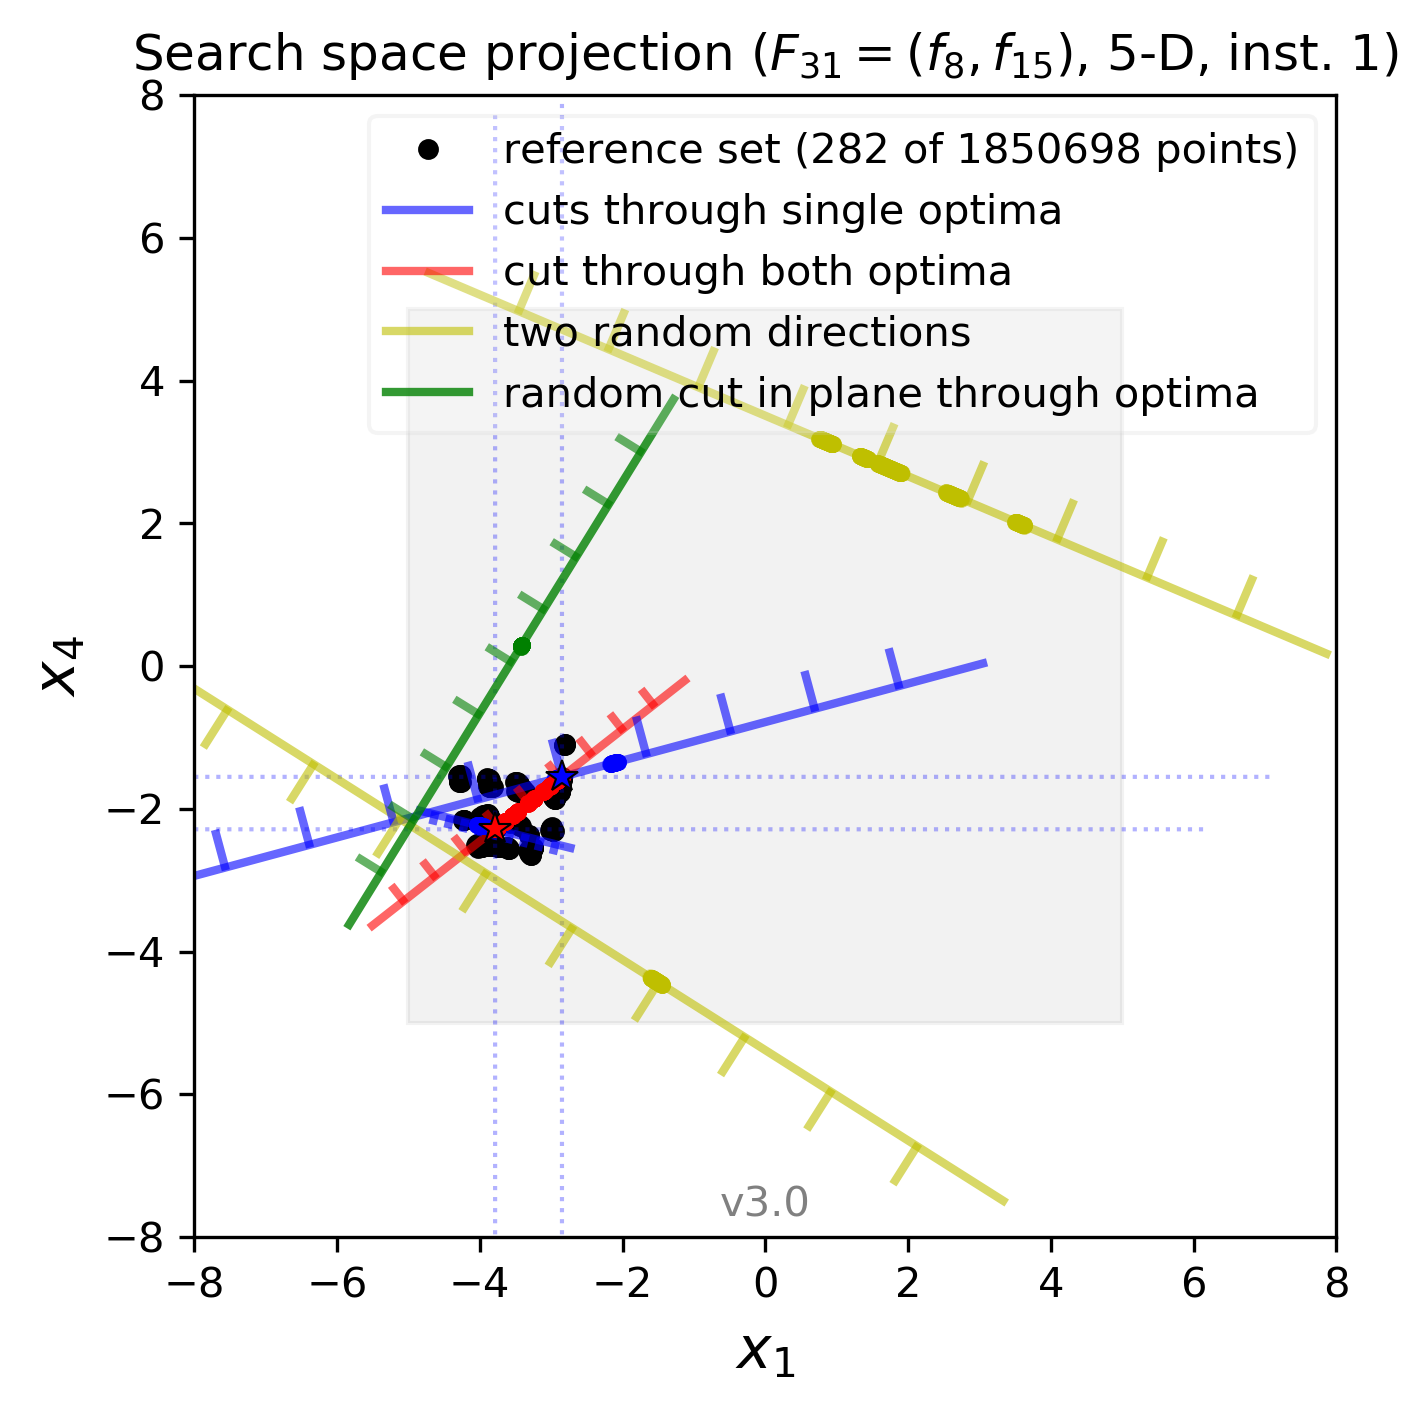 Search space projection (F31 = (f8, f15), 5-D, inst. 1)
reference set (282 of 1850698 points)
cuts through single optima
cut through both optima
two random directions
random cut in plane through optima
8
6
4
2
0
−2
−4
−6
−8
x4
v3.0
−8 −6 −4 −2 0 2 4 6 8
x1